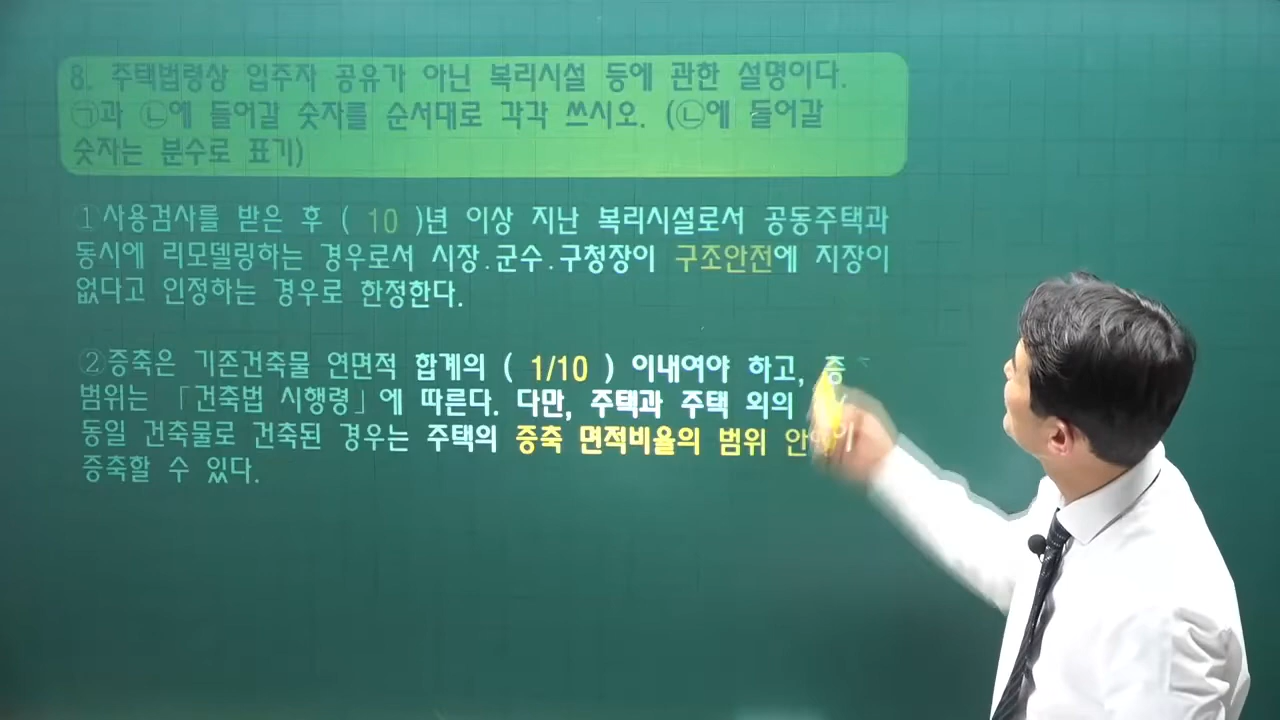 8. 주택법령상 입주자 공유가 아닌 복리시설 등에 관한 설명이다.
㉠과 ㉡에 들어갈 숫자를 순서대로 각각 쓰시오. (㉡에 들어갈
숫자는 분수로 표기)
①사용검사를 받은 후 ( 10 )년 이상 지난 복리시설로서 공동주택과
동시에 리모델링하는 경우로서 시장.군수.구청장이 구조안전에 지장이
없다고 인정하는 경우로 한정한다.
②증축은 기존건축물 연면적 합계의 ( 1/10 ) 이내여야 하고, 증
범위는 「건축법 시행령」에 따른다. 다만, 주택과 주택 외의
동일 건축물로 건축된 경우는 주택의 증축 면적비율의 범위 안
증축할 수 있다.